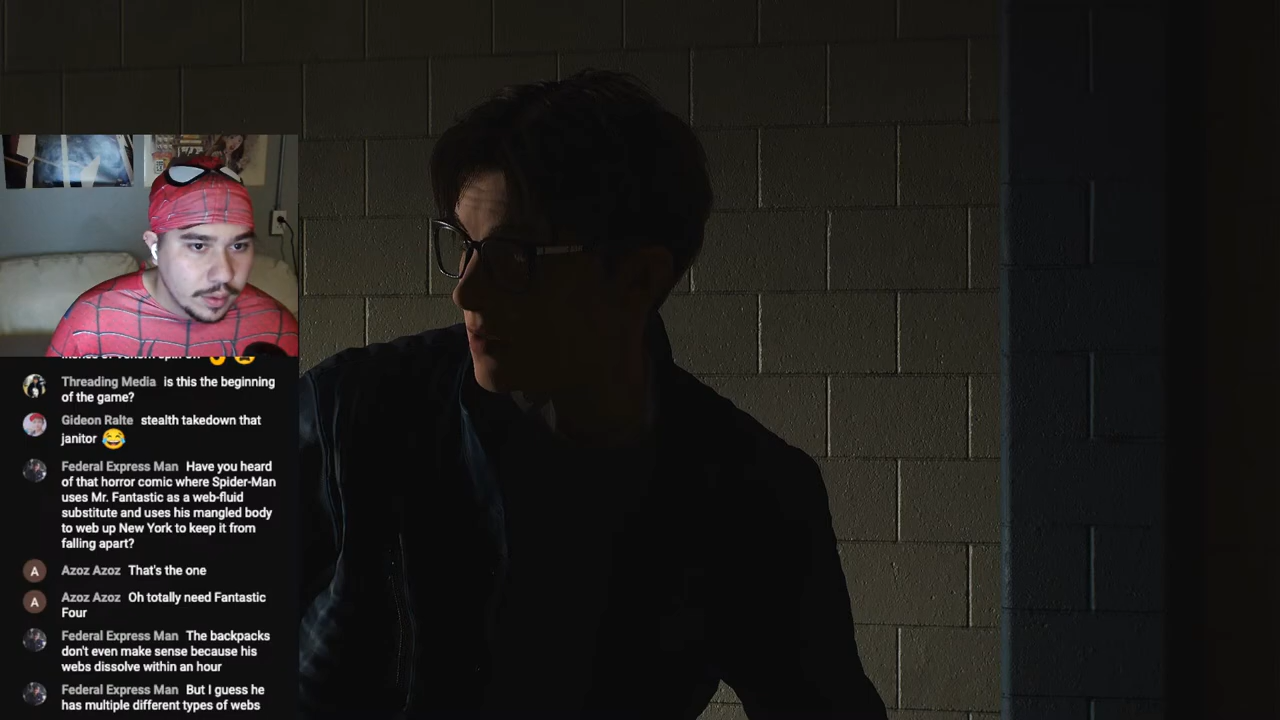 Threading Media is this the beginning
of the game?
Gideon Ralte stealth takedown that
janitor 😂
Federal Express Man Have you heard
of that horror comic where Spider-Man
uses Mr. Fantastic as a web-fluid
substitute and uses his mangled body
to web up New York to keep it from
falling apart?
A Azoz Azoz That's the one
A Azoz Azoz Oh totally need Fantastic
Four
Federal Express Man The backpacks
don't even make sense because his
webs dissolve within an hour
Federal Express Man But I guess he
has multiple different types of webs